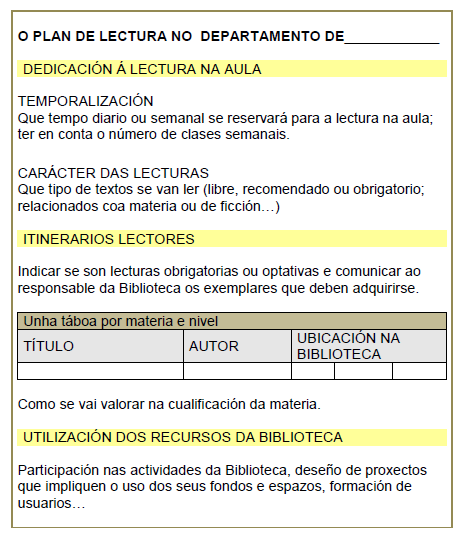 O PLAN DE LECTURA NO DEPARTAMENTO DE____________
DEDICACIÓN Á LECTURA NA AULA
TEMPORALIZACIÓN
Que tempo diario ou semanal se reservará para a lectura na aula;
ter en conta o número de clases semanais.
CARÁCTER DAS LECTURAS
Que tipo de textos se van ler (libre, recomendado ou obrigatorio;
relacionados coa materia ou de ficción…)
ITINERARIOS LECTORES
Indicar se son lecturas obrigatorias ou optativas e comunicar ao
responsable da Biblioteca os exemplares que deben adquirirse.
Unha táboa por materia e nivel
TÍTULO AUTOR UBICACIÓN NA
BIBLIOTECA
Como se vai valorar na cualificación da materia.
UTILIZACIÓN DOS RECURSOS DA BIBLIOTECA
Participación nas actividades da Biblioteca, deseño de proxectos
que impliquen o uso dos seus fondos e espazos, formación de
usuarios…